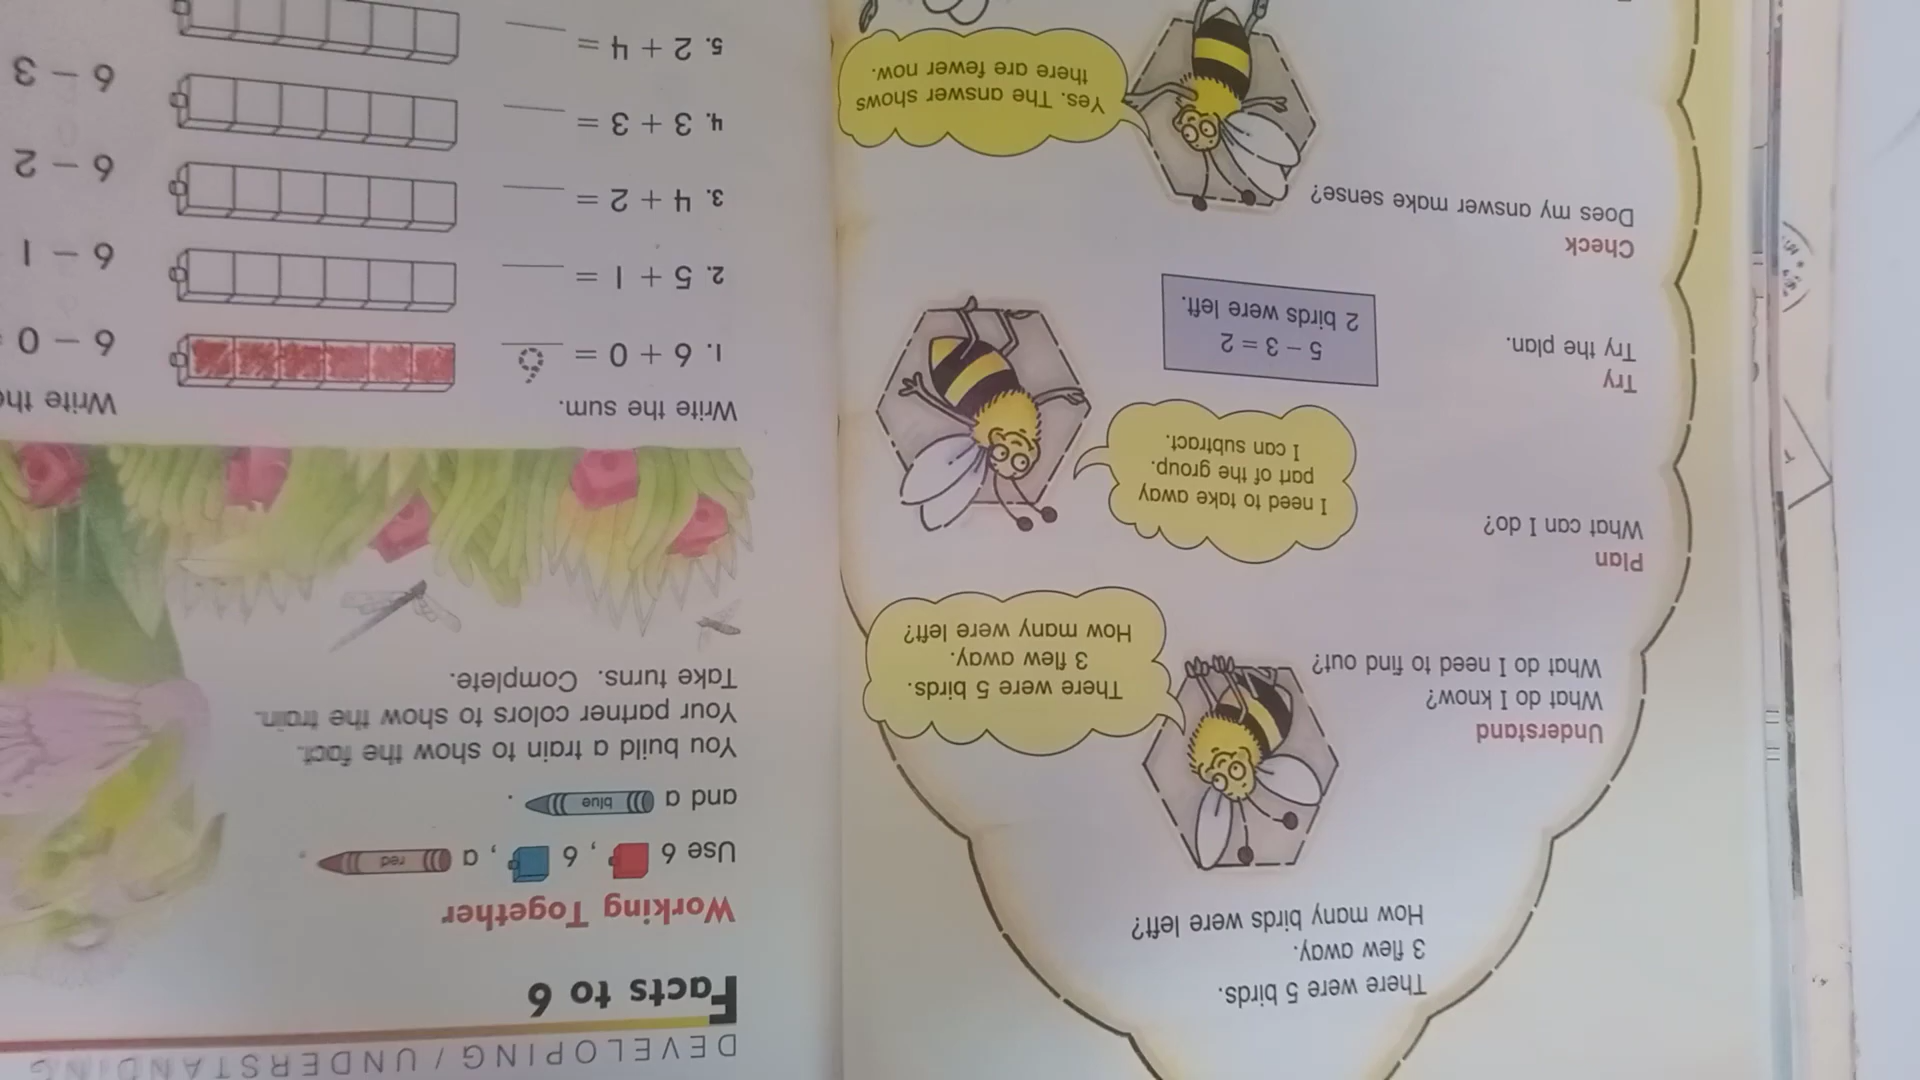 There were 5 birds.
3 flew away.
How many birds were left?
Understand
What do I know?
What do I need to find out?
There were 5 birds.
3 flew away.
How many were left?
Plan
What can I do?
I need to take away
part of the group.
I can subtract.
Try
Try the plan.
5 − 3 = 2
2 birds were left.
Check
Does my answer make sense?
Yes. The answer shows
there are fewer now.
DEVELOPING / UNDERSTANDING
Facts to 6
Working Together
Use 6 , 6 , a red .
and a blue .
You build a train to show the fact.
Your partner colors to show the train.
Take turns. Complete.
Write the sum.
1. 6 + 0 = 6
2. 5 + 1 =
3. 4 + 2 =
4. 3 + 3 =
5. 2 + 4 =
Write the
6 − 0 =
6 − 1
6 − 2
6 − 3